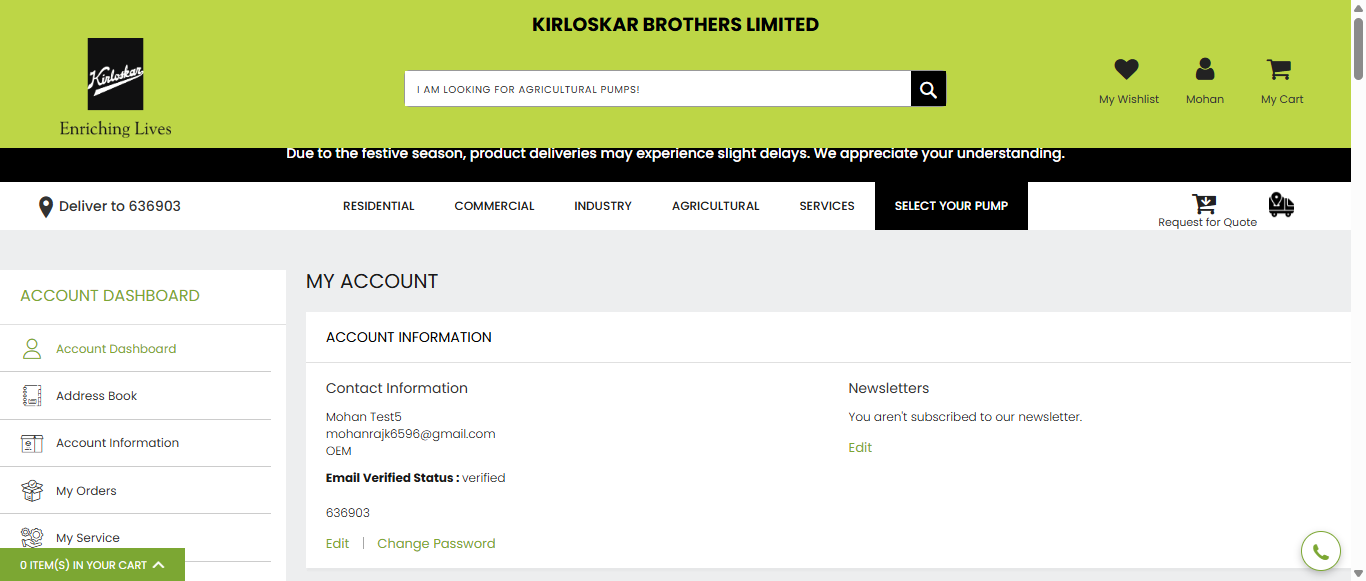 KIRLOSKAR BROTHERS LIMITED
Kirloskar
Enriching Lives
I AM LOOKING FOR AGRICULTURAL PUMPS!
My Wishlist
Mohan
My Cart
Due to the festive season, product deliveries may experience slight delays. We appreciate your understanding.
Deliver to 636903
RESIDENTIAL
COMMERCIAL
INDUSTRY
AGRICULTURAL
SERVICES
SELECT YOUR PUMP
Request for Quote
ACCOUNT DASHBOARD
Account Dashboard
Address Book
Account Information
My Orders
My Service
0 ITEM(S) IN YOUR CART
MY ACCOUNT
ACCOUNT INFORMATION
Contact Information
Mohan Test5
mohanrajk6596@gmail.com
OEM
Email Verified Status : verified
636903
Edit | Change Password
Newsletters
You aren't subscribed to our newsletter.
Edit